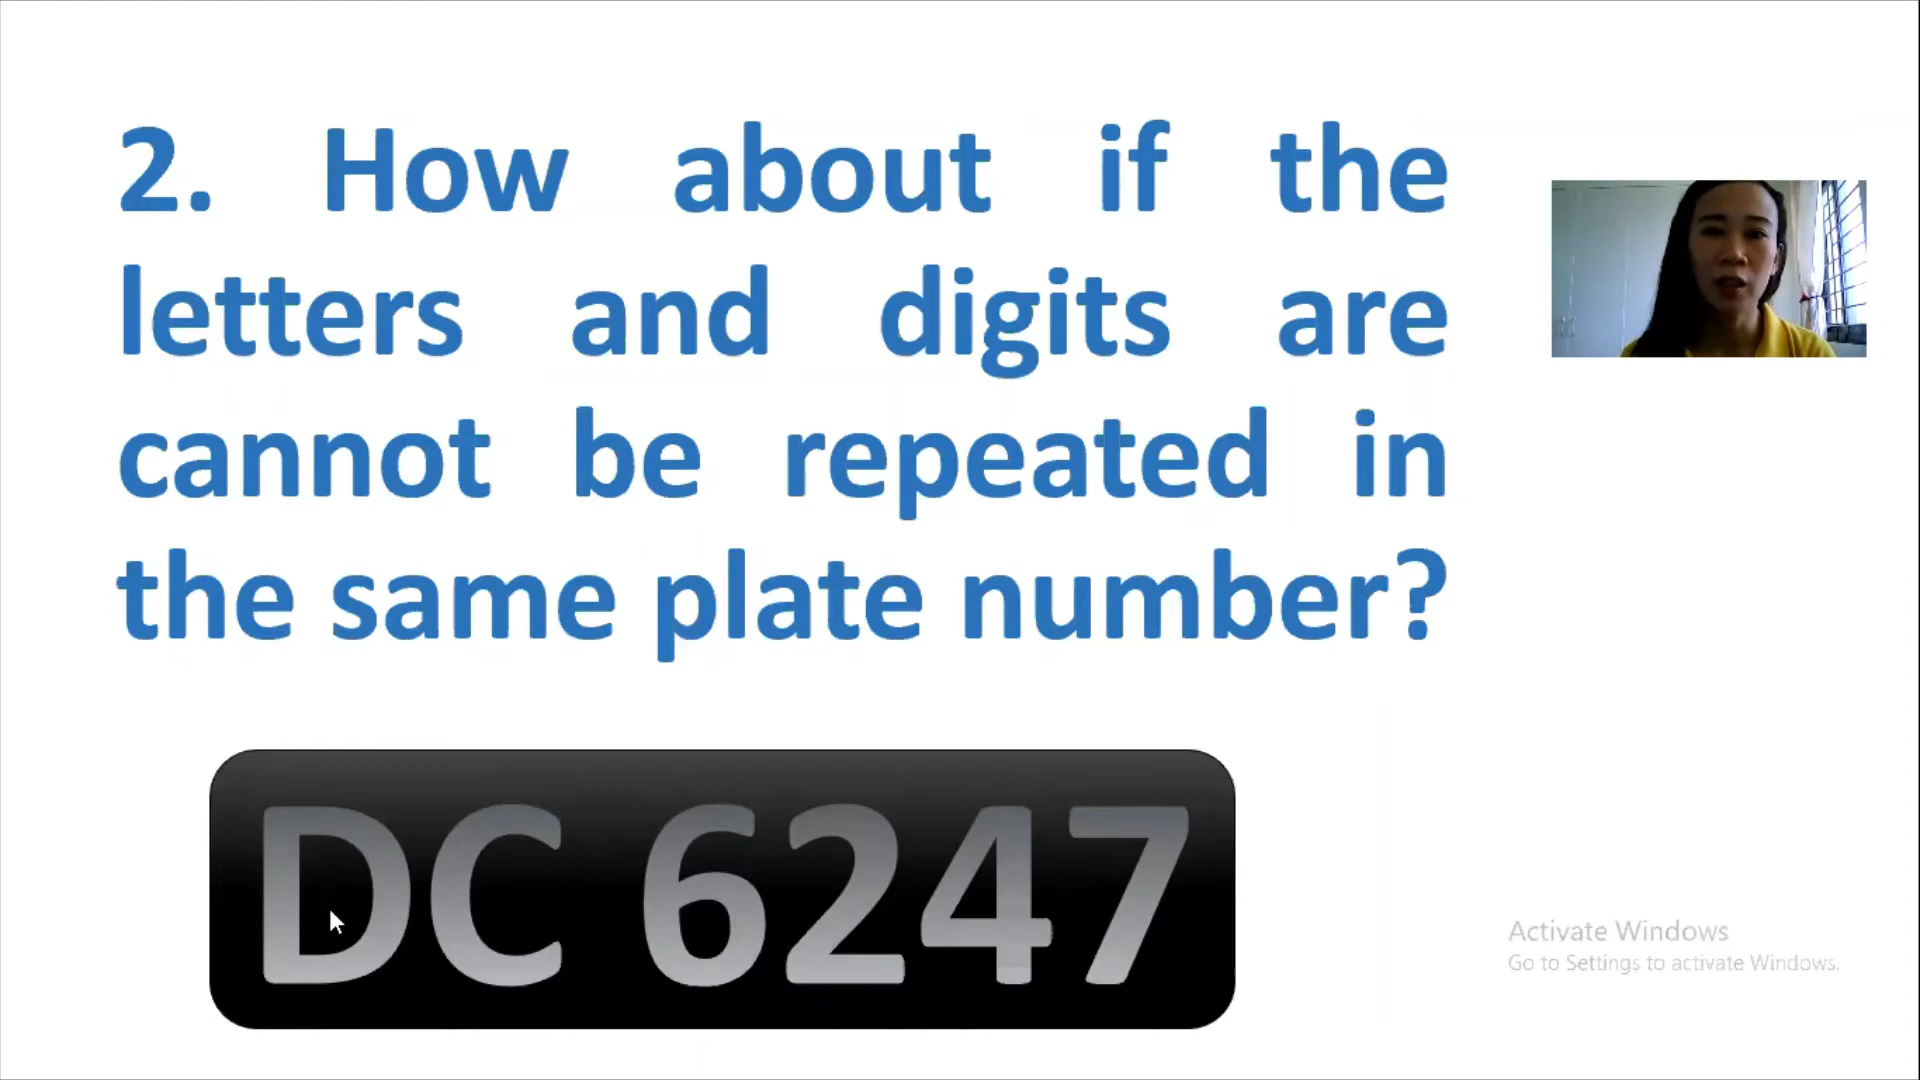 2. How about if the
letters and digits are
cannot be repeated in
the same plate number?
DC 6247
Activate Windows
Go to Settings to activate Windows.